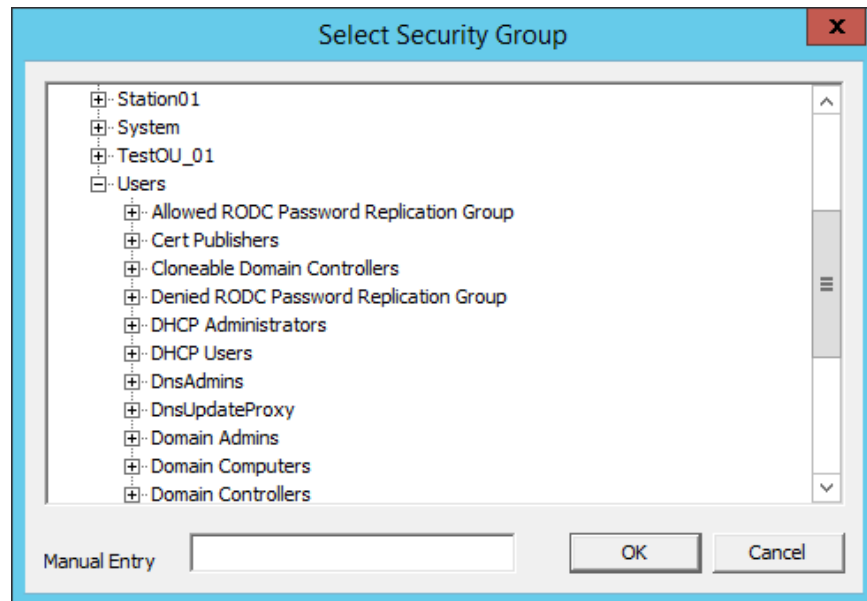 Select Security Group
x
Station01
System
TestOU_01
Users
Allowed RODC Password Replication Group
Cert Publishers
Cloneable Domain Controllers
Denied RODC Password Replication Group
DHCP Administrators
DHCP Users
DnsAdmins
DnsUpdateProxy
Domain Admins
Domain Computers
Domain Controllers
Manual Entry OK Cancel